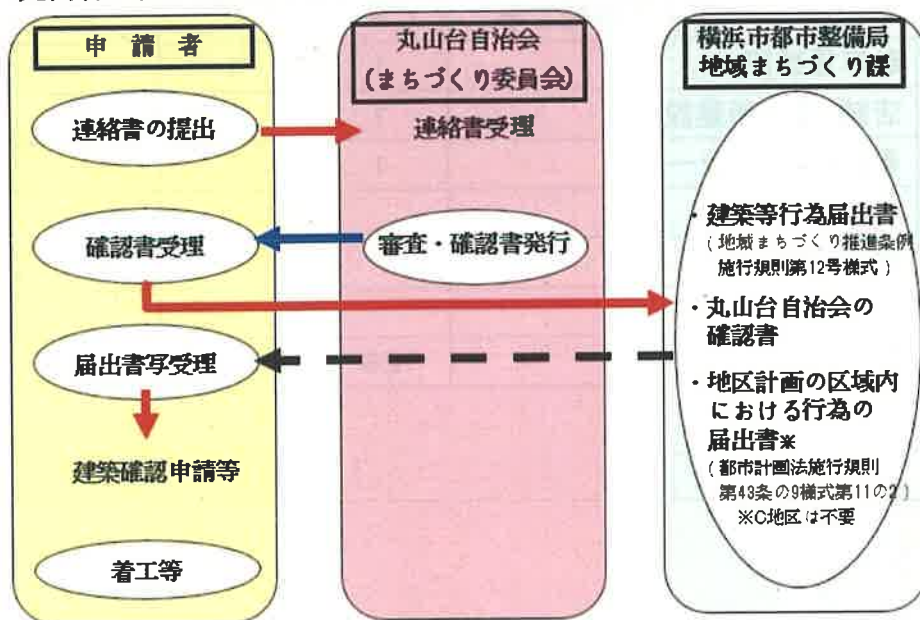 申請者
連絡書の提出
確認書受理
届出書写受理
建築確認申請等
着工等
丸山台自治会
(まちづくり委員会)
連絡書受理
審査・確認書発行
横浜市都市整備局
地域まちづくり課
・建築等行為届出書
(地域まちづくり推進条例
施行規則第12号様式)
・丸山台自治会の
確認書
・地区計画の区域内
における行為の
届出書※
(都市計画法施行規則
第43条の9様式第11の2)
※C地区は不要